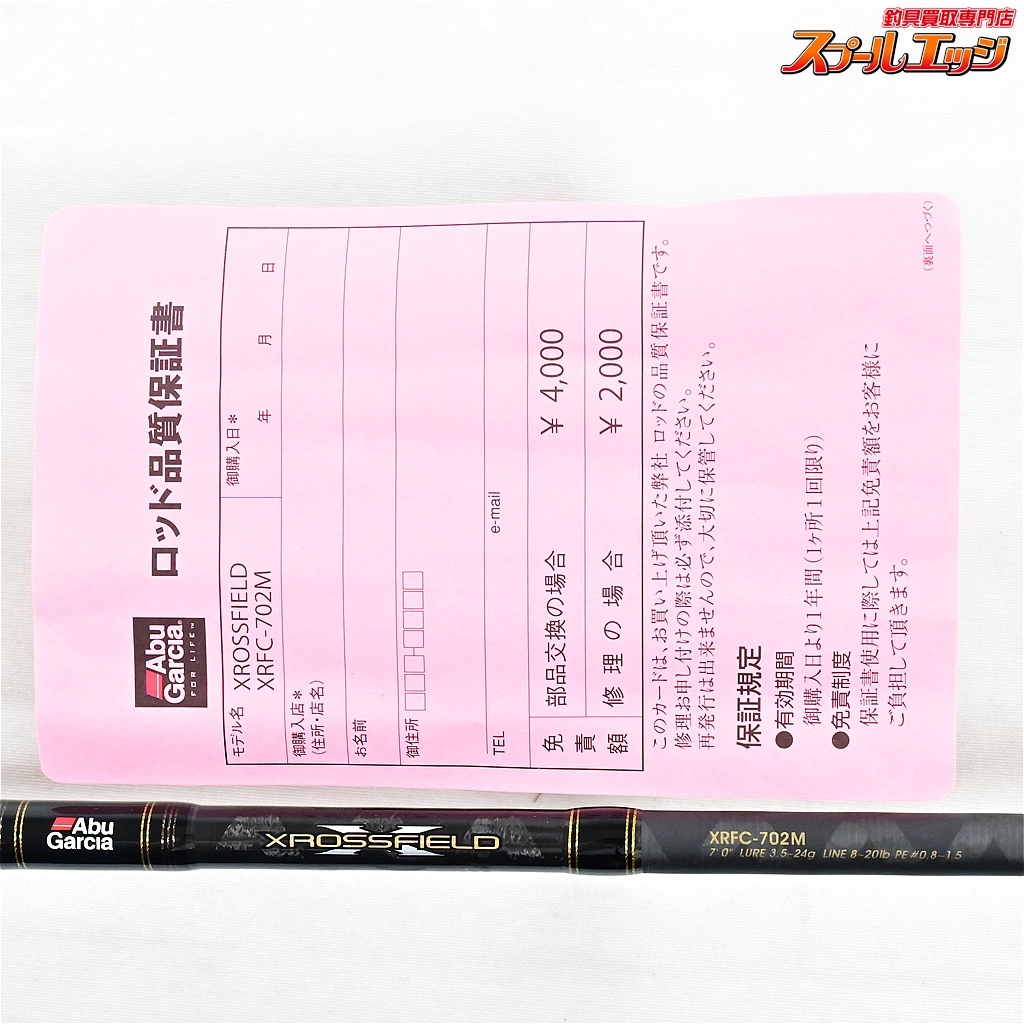 釣具買取専門店
スプールエッジ
Abu
Garcia®
FOR LIFE™
ロッド品質保証書
モデル名 XROSSFIELD
XRFC-702M
御購入日*
年 月 日
御購入店*
(住所・店名)
お名前
御住所
TEL e-mail
免責額
部品交換の場合 ¥ 4,000
修理の場合 ¥ 2,000
このカードは、お買い上げ頂いた弊社 ロッドの品質保証書です。
修理お申し付けの際は必ず添付してください。
再発行は出来ませんので、大切に保管してください。
保証規定
●有効期間
御購入日より1年間(1ヶ所1回限り)
●免責制度
保証書使用に際しては上記免責額をお客様に
ご負担して頂きます。
(裏面へつづく)
Abu
Garcia
XROSSFIELD
XRFC-702M
7'0" LURE 3.5-24g LINE 8-20lb PE #0.8-1.5